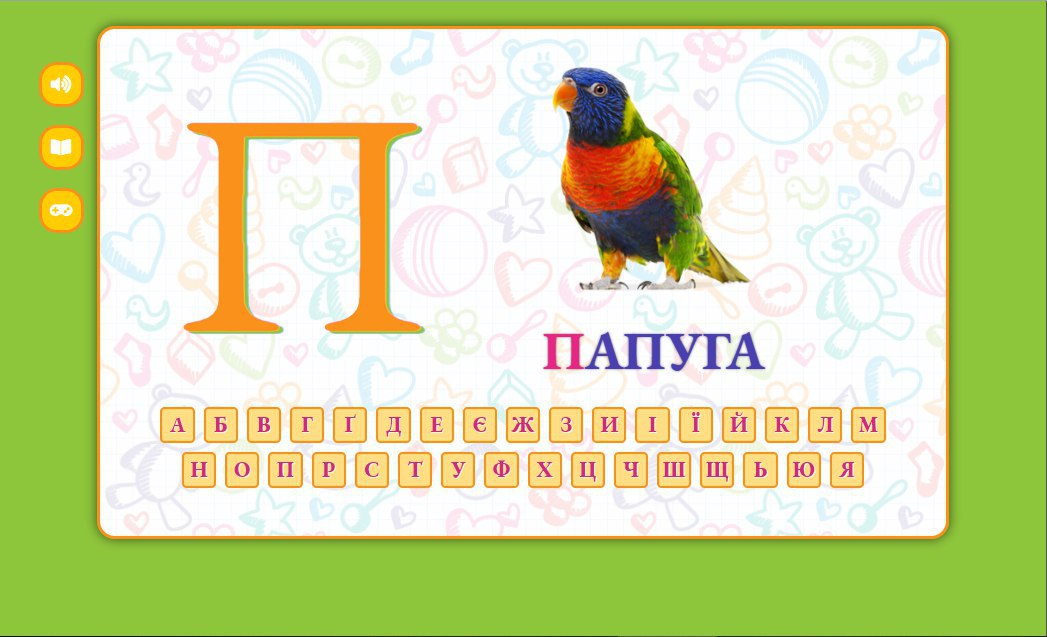 П
ПАПУГА
А Б В Г Ґ Д Е Є Ж З И І Ї Й К Л М
Н О П Р С Т У Ф Х Ц Ч Ш Щ Ь Ю Я